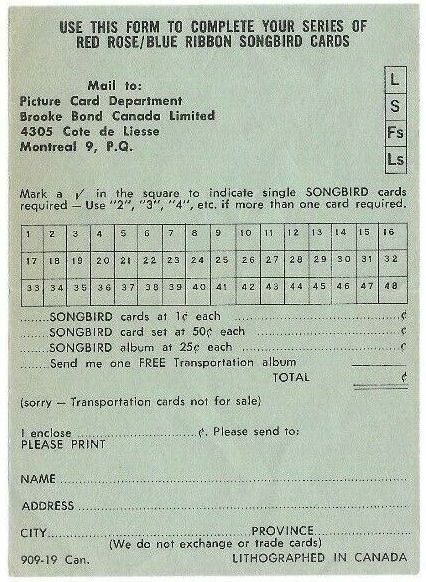 USE THIS FORM TO COMPLETE YOUR SERIES OF
RED ROSE/BLUE RIBBON SONGBIRD CARDS
Mail to:
Picture Card Department
Brooke Bond Canada Limited
4305 Cote de Liesse
Montreal 9, P.Q.
L
S
Fs
Ls
Mark a √ in the square to indicate single SONGBIRD cards
required — Use "2", "3", "4", etc. if more than one card required.
1 2 3 4 5 6 7 8 9 10 11 12 13 14 15 16
17 18 19 20 21 22 23 24 25 26 27 28 29 30 31 32
33 34 35 36 37 38 39 40 41 42 43 44 45 46 47 48
.......SONGBIRD cards at 1¢ each ........................................¢
.......SONGBIRD card set at 50¢ each ........................................¢
.......SONGBIRD album at 25¢ each ........................................¢
.......Send me one FREE Transportation album
TOTAL ¢
(sorry — Transportation cards not for sale)
I enclose ..............................¢. Please send to:
PLEASE PRINT
NAME ................................................................
ADDRESS ................................................................
CITY........................................PROVINCE....................
(We do not exchange or trade cards)
909-19 Can. LITHOGRAPHED IN CANADA